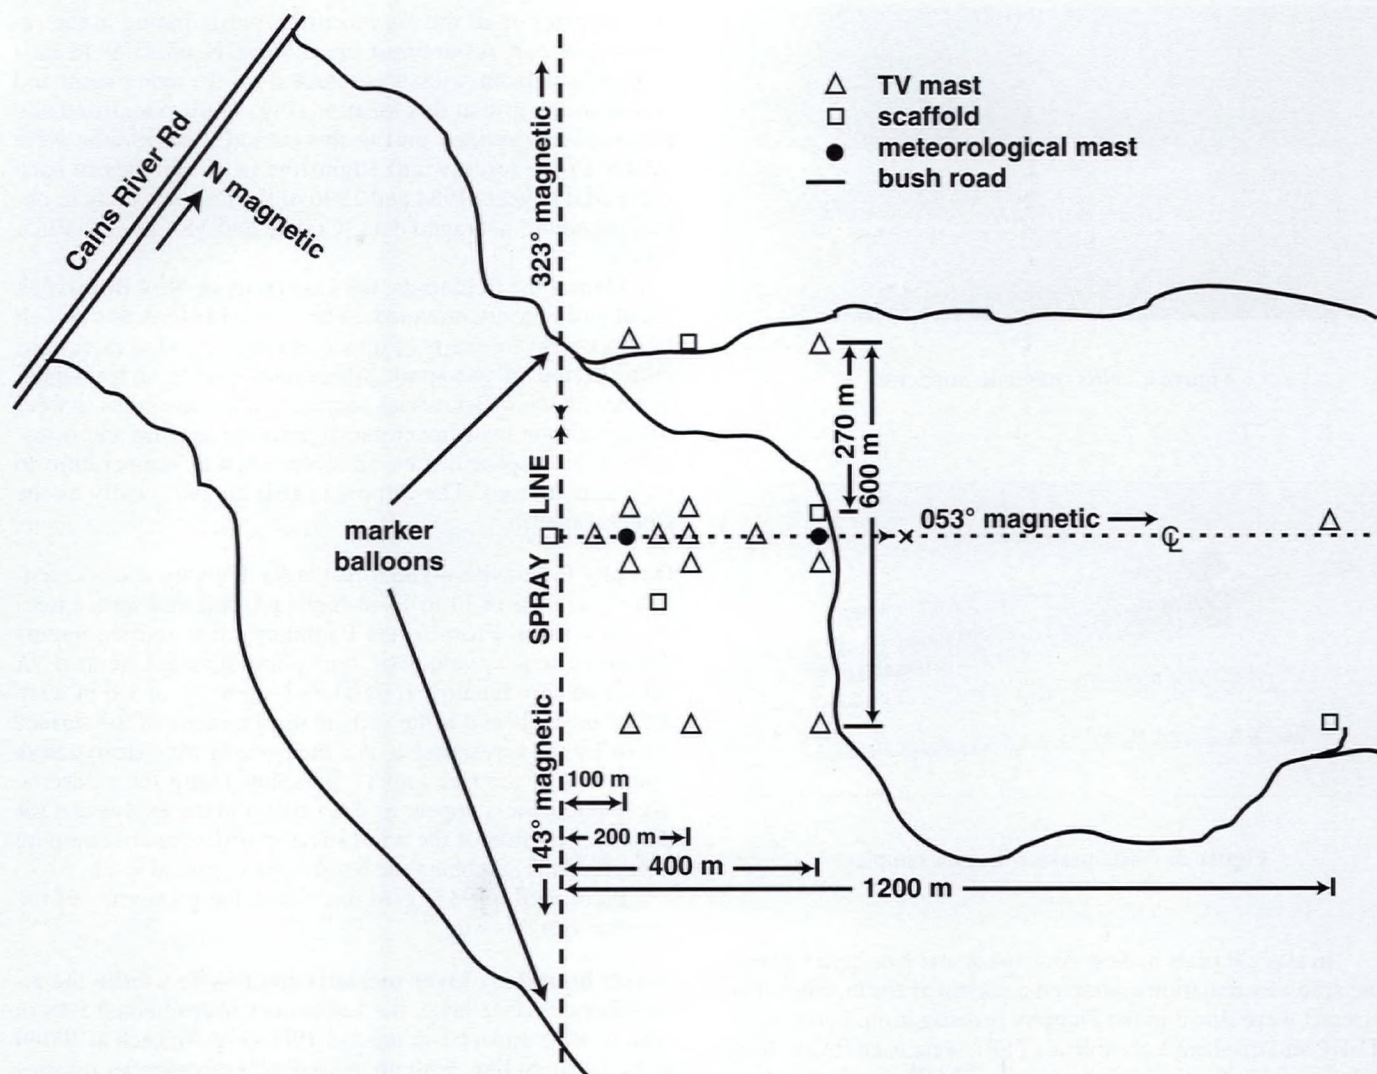 TV mast
scaffold
meteorological mast
bush road
Cains River Rd
N magnetic
323° magnetic
270 m
600 m
053° magnetic
℄
marker
balloons
SPRAY LINE
143° magnetic
100 m
200 m
400 m
1200 m